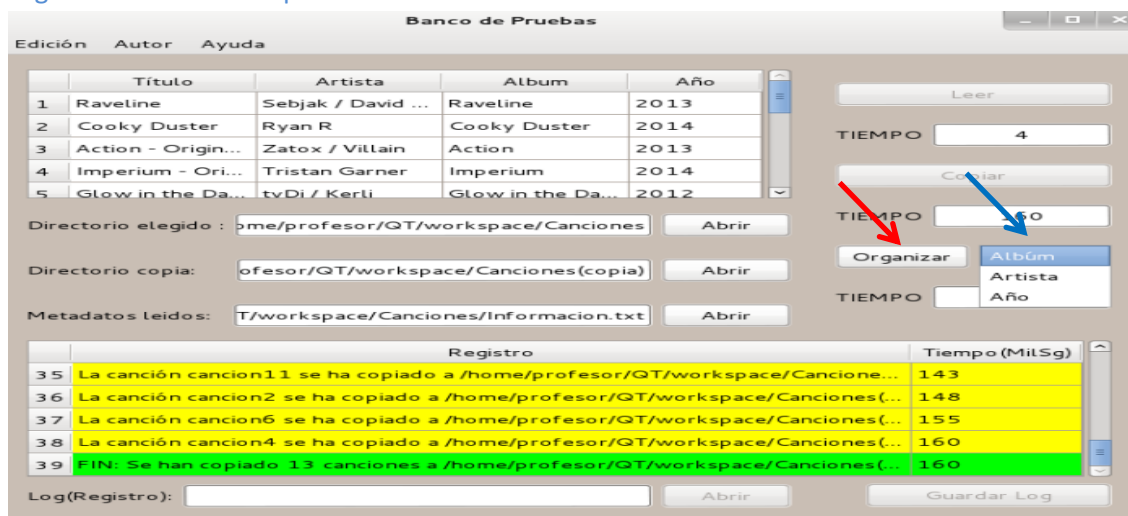 Banco de Pruebas
Edición Autor Ayuda
Título Artista Album Año
1 Raveline Sebjak / David ... Raveline 2013
2 Cooky Duster Ryan R Cooky Duster 2014
3 Action - Origin... Zatox / Villain Action 2013
4 Imperium - Ori... Tristan Garner Imperium 2014
5 Glow in the Da... tyDi / Kerli Glow in the Da... 2012
Leer
TIEMPO 4
Copiar
TIEMPO 160
Directorio elegido : ome/profesor/QT/workspace/Canciones Abrir
Organizar Albúm
Artista
Año
Directorio copia: ofesor/QT/workspace/Canciones(copia) Abrir
TIEMPO
Metadatos leidos: T/workspace/Canciones/Informacion.txt Abrir
Registro Tiempo(MilSg)
35 La canción cancion11 se ha copiado a /home/profesor/QT/workspace/Cancione... 143
36 La canción cancion2 se ha copiado a /home/profesor/QT/workspace/Canciones(... 148
37 La canción cancion6 se ha copiado a /home/profesor/QT/workspace/Canciones(... 155
38 La canción cancion4 se ha copiado a /home/profesor/QT/workspace/Canciones(... 160
39 FIN: Se han copiado 13 canciones a /home/profesor/QT/workspace/Canciones(... 160
Log(Registro): Abrir Guardar Log